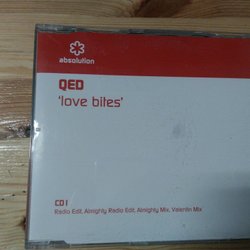 absolution
QED
'love bites'
CD1
Radio Edit, Almighty Radio Edit, Almighty Mix, Valentin Mix